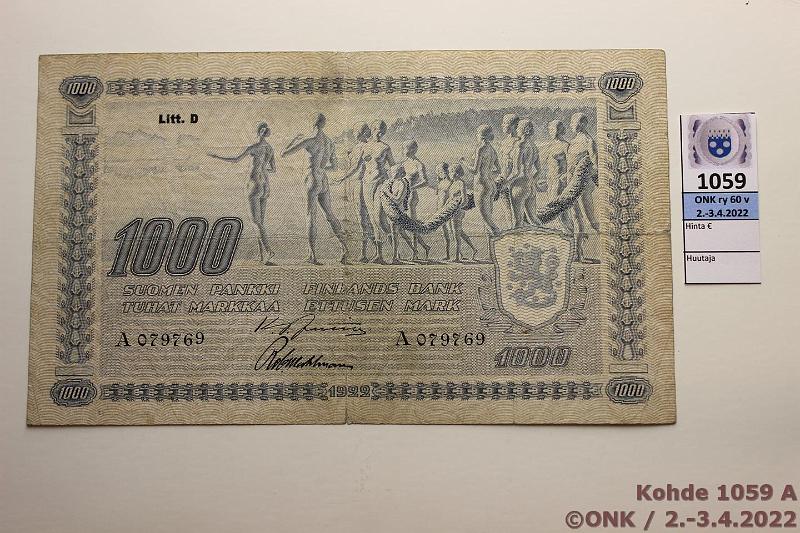 1000 1000
Litt. D
1000
SUOMEN PANKKI FINLANDS BANK
TUHAT MARKKAA ETTUSEN MARK
A 079769 A 079769
1000
1000 1922 1000
1059
ONK ry 60 v
2.-3.4.2022
Hinta €
Huutaja
Kohde 1059 A
©ONK / 2.-3.4.2022